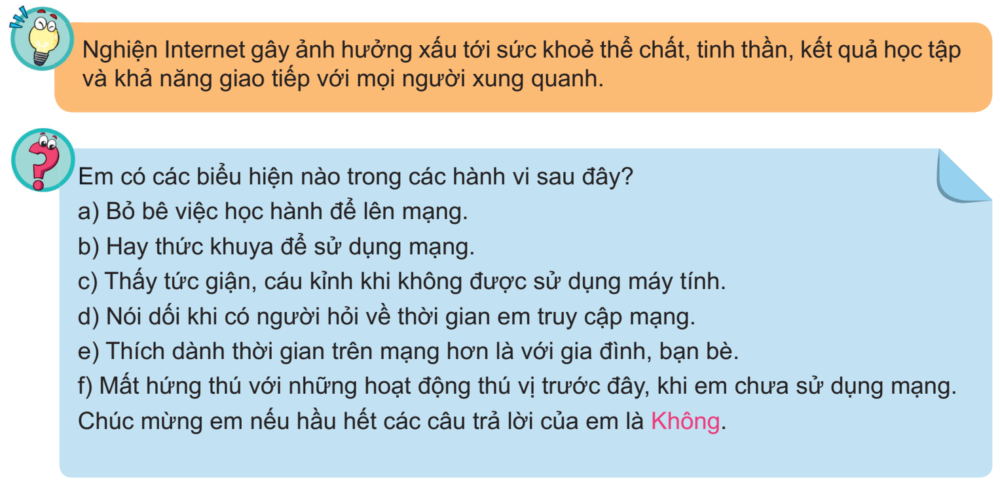 Nghiện Internet gây ảnh hưởng xấu tới sức khoẻ thể chất, tinh thần, kết quả học tập
và khả năng giao tiếp với mọi người xung quanh.
Em có các biểu hiện nào trong các hành vi sau đây?
a) Bỏ bê việc học hành để lên mạng.
b) Hay thức khuya để sử dụng mạng.
c) Thấy tức giận, cáu kỉnh khi không được sử dụng máy tính.
d) Nói dối khi có người hỏi về thời gian em truy cập mạng.
e) Thích dành thời gian trên mạng hơn là với gia đình, bạn bè.
f) Mất hứng thú với những hoạt động thú vị trước đây, khi em chưa sử dụng mạng.
Chúc mừng em nếu hầu hết các câu trả lời của em là Không.